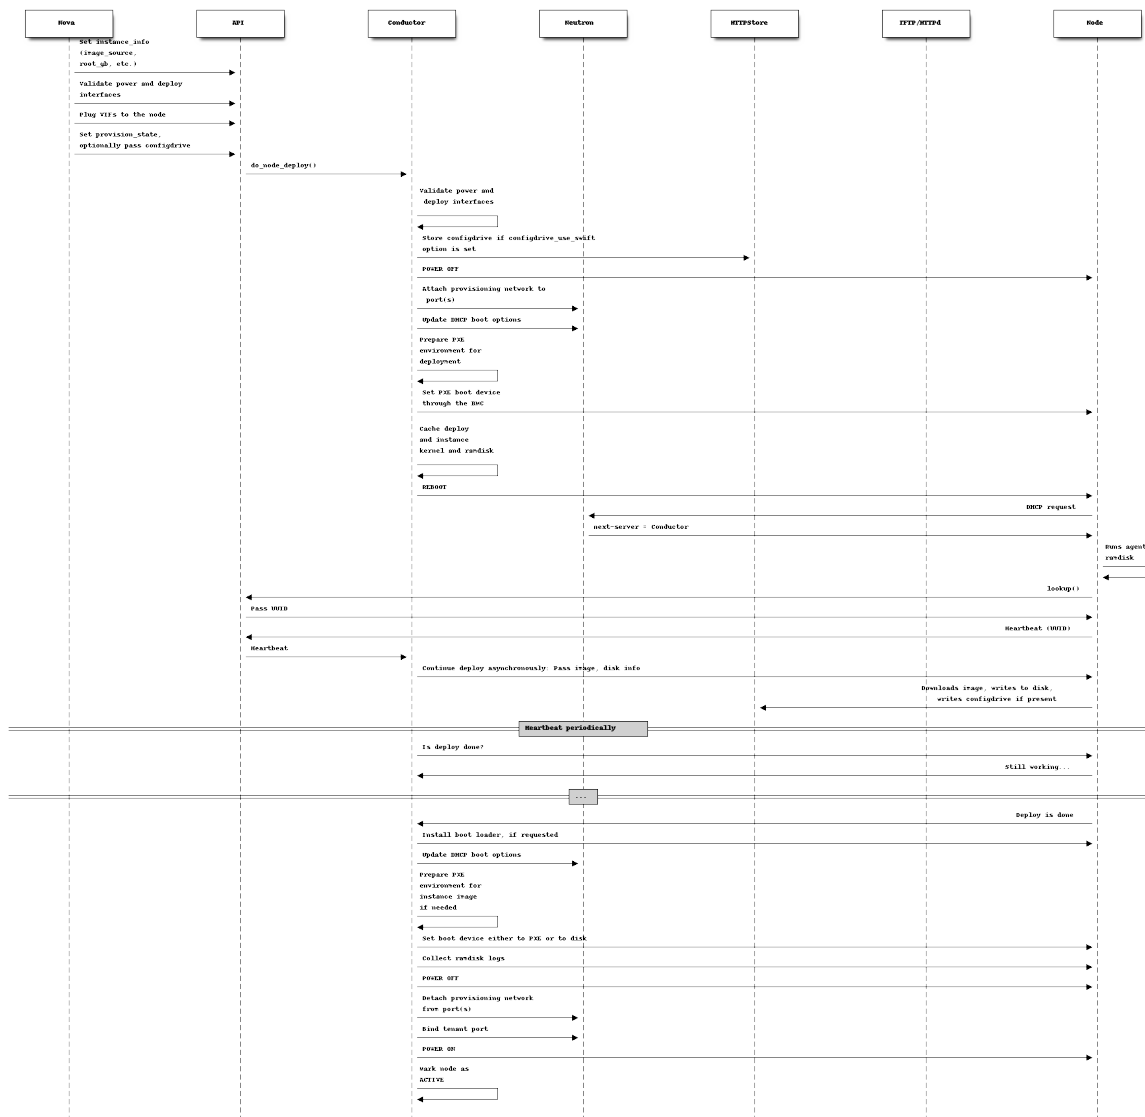 Nova
API
Conductor
Neutron
HTTPStore
TFTP/HTTPd
Node
Set instance_info
(image_source,
root_gb, etc.)
Validate power and deploy
interfaces
Plug VIFs to the node
Set provision_state,
optionally pass configdrive
do_node_deploy()
Validate power and
deploy interfaces
Store configdrive if configdrive_use_swift
option is set
POWER OFF
Attach provisioning network to
port(s)
Update DHCP boot options
Prepare PXE
environment for
deployment
Set PXE boot device
through the BMC
Cache deploy
and instance
kernel and ramdisk
REBOOT
DHCP request
next-server = Conductor
Runs agent
ramdisk
lookup()
Pass UUID
Heartbeat (UUID)
Heartbeat
Continue deploy asynchronously: Pass image, disk info
Downloads image, writes to disk,
writes configdrive if present
Heartbeat periodically
Is deploy done?
Still working...
...
Deploy is done
Install boot loader, if requested
Update DHCP boot options
Prepare PXE
environment for
instance image
if needed
Set boot device either to PXE or to disk
Collect ramdisk logs
POWER OFF
Detach provisioning network
from port(s)
Bind tenant port
POWER ON
Mark node as
ACTIVE